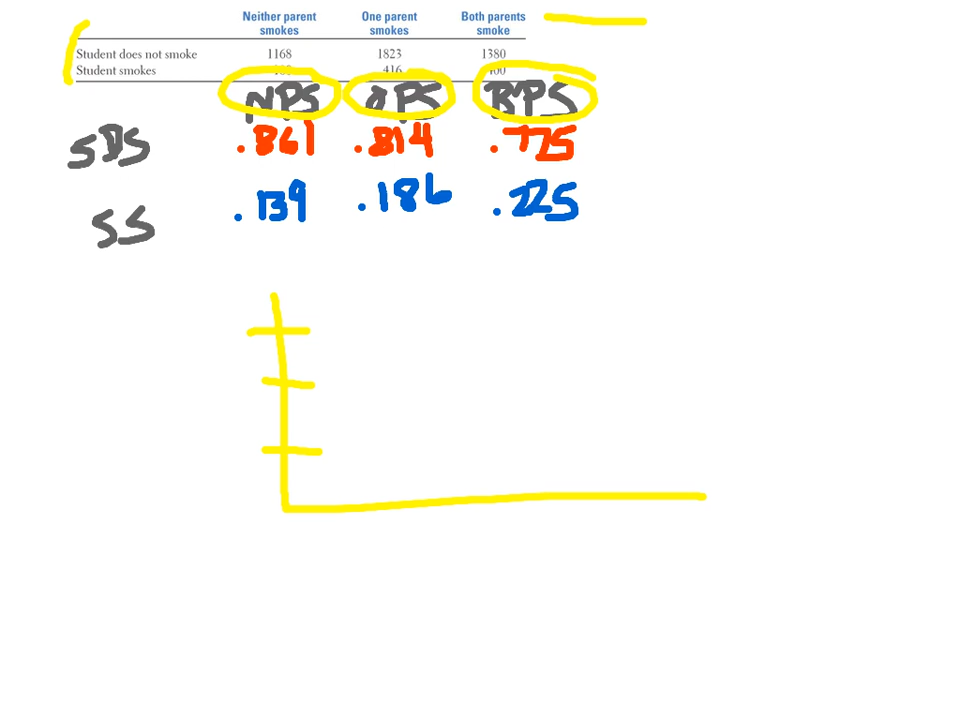 Neither parent smokes One parent smokes Both parents smoke
Student does not smoke 1168 1823 1380
Student smokes 416
NPS OPS BPS
SDS .861 .814 .775
SS .139 .186 .225